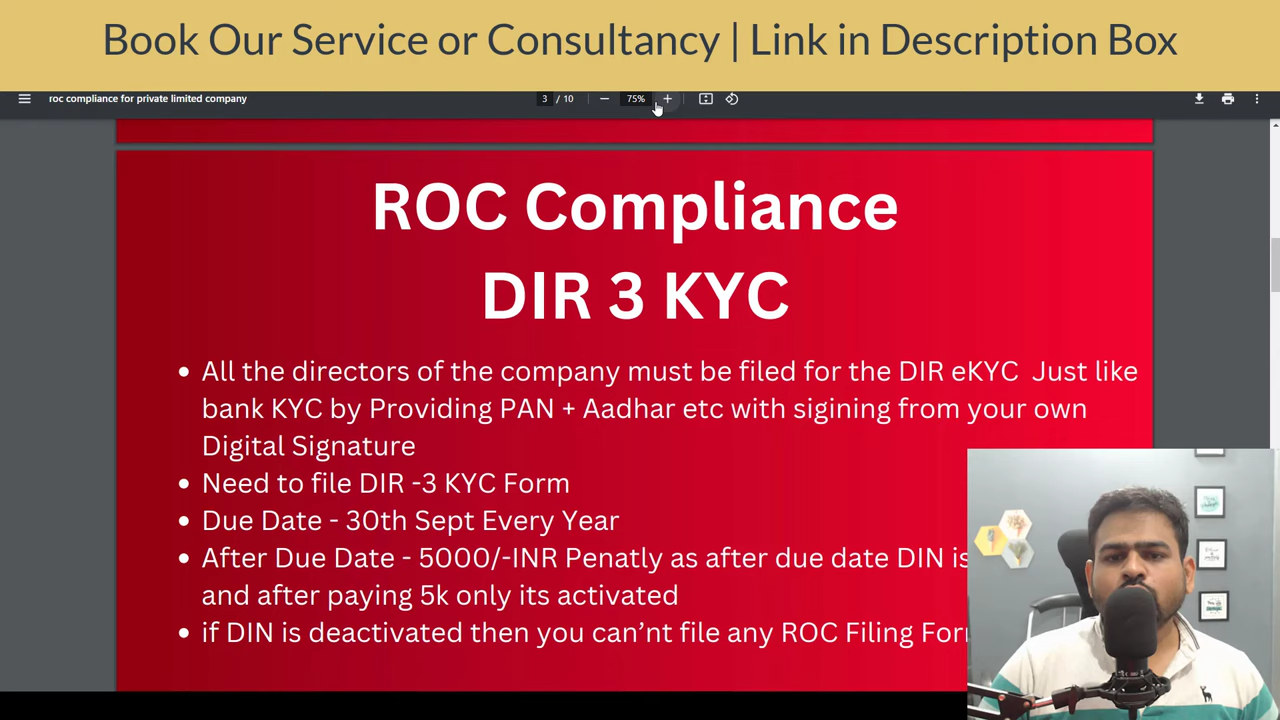 Book Our Service or Consultancy | Link in Description Box
roc compliance for private limited company
3 / 10
75%
ROC Compliance
DIR 3 KYC
All the directors of the company must be filed for the DIR eKYC Just like
bank KYC by Providing PAN + Aadhar etc with sigining from your own
Digital Signature
Need to file DIR -3 KYC Form
Due Date - 30th Sept Every Year
After Due Date - 5000/-INR Penatly as after due date DIN is
and after paying 5k only its activated
if DIN is deactivated then you can’nt file any ROC Filing